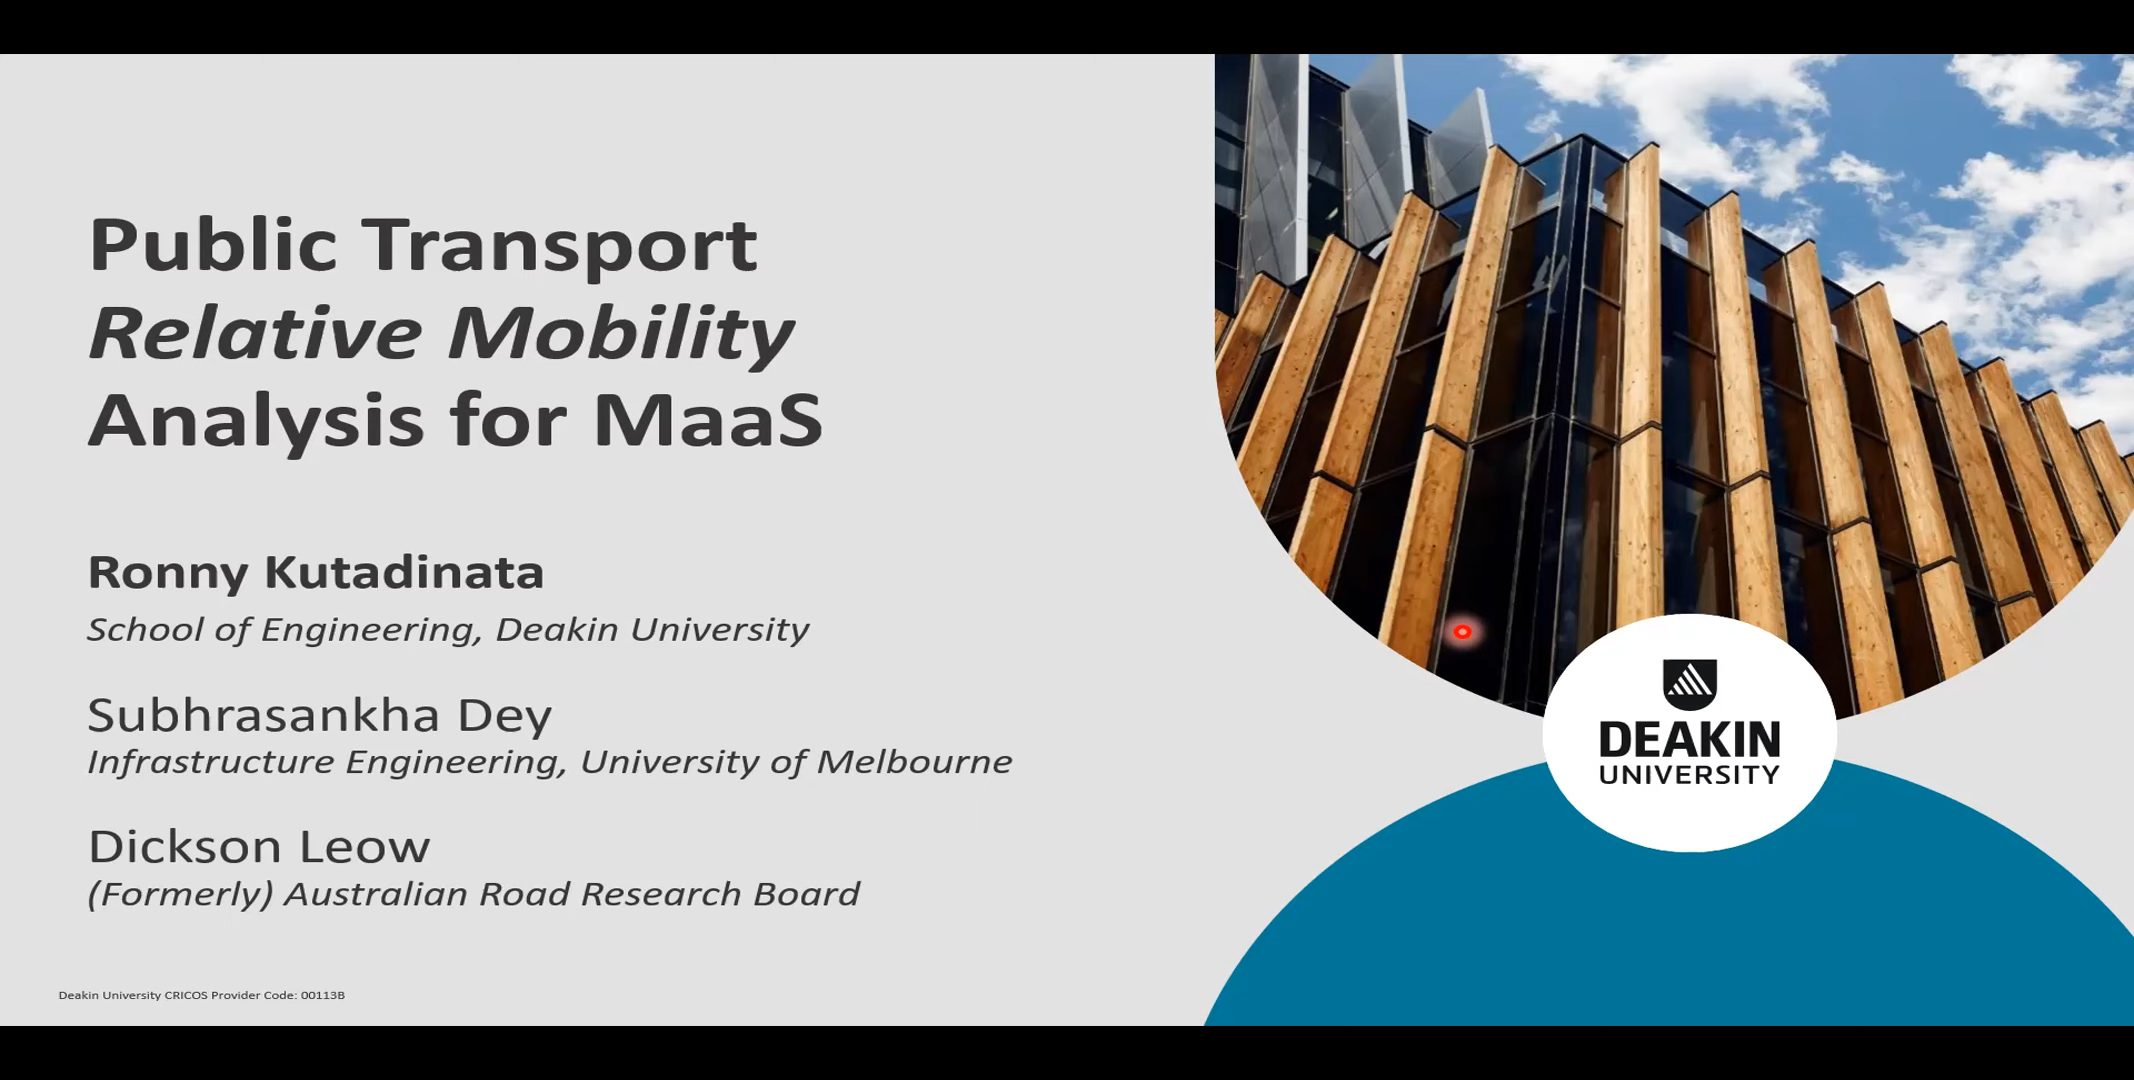 Public Transport
Relative Mobility
Analysis for MaaS
Ronny Kutadinata
School of Engineering, Deakin University
Subhrasankha Dey
Infrastructure Engineering, University of Melbourne
Dickson Leow
(Formerly) Australian Road Research Board
Deakin University CRICOS Provider Code: 00113B
DEAKIN
UNIVERSITY